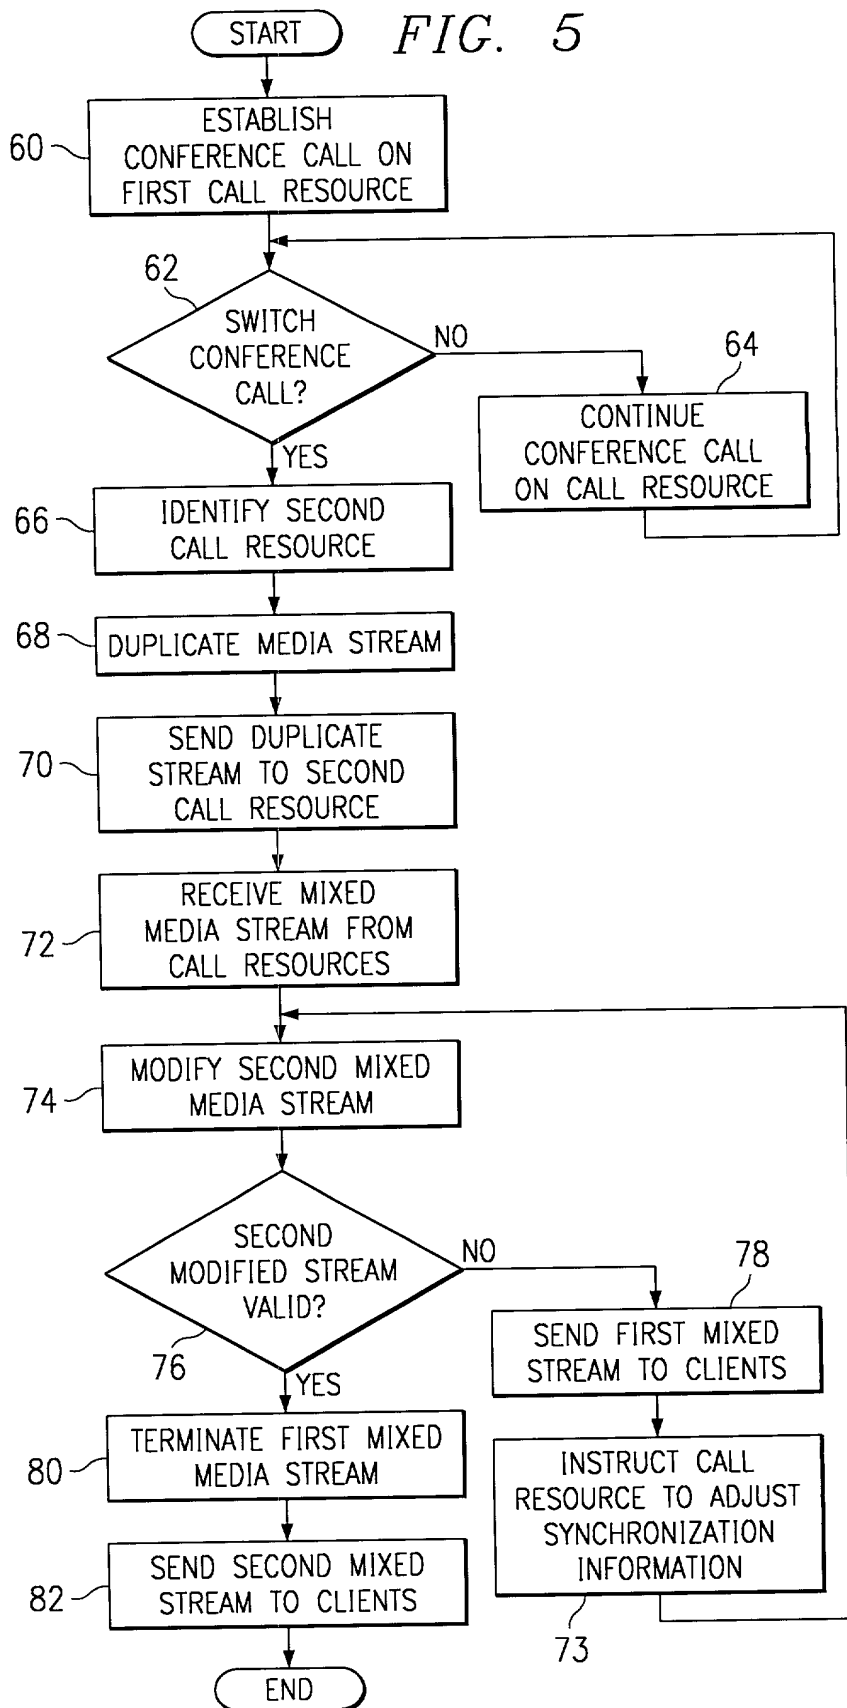 START
FIG. 5
60
ESTABLISH
CONFERENCE CALL ON
FIRST CALL RESOURCE
62
SWITCH
CONFERENCE
CALL?
NO
YES
64
CONTINUE
CONFERENCE CALL
ON CALL RESOURCE
66
IDENTIFY SECOND
CALL RESOURCE
68
DUPLICATE MEDIA STREAM
70
SEND DUPLICATE
STREAM TO SECOND
CALL RESOURCE
72
RECEIVE MIXED
MEDIA STREAM FROM
CALL RESOURCES
74
MODIFY SECOND MIXED
MEDIA STREAM
SECOND
MODIFIED STREAM
VALID?
76
NO
YES
78
SEND FIRST MIXED
STREAM TO CLIENTS
INSTRUCT CALL
RESOURCE TO ADJUST
SYNCHRONIZATION
INFORMATION
73
80
TERMINATE FIRST MIXED
MEDIA STREAM
82
SEND SECOND MIXED
STREAM TO CLIENTS
END